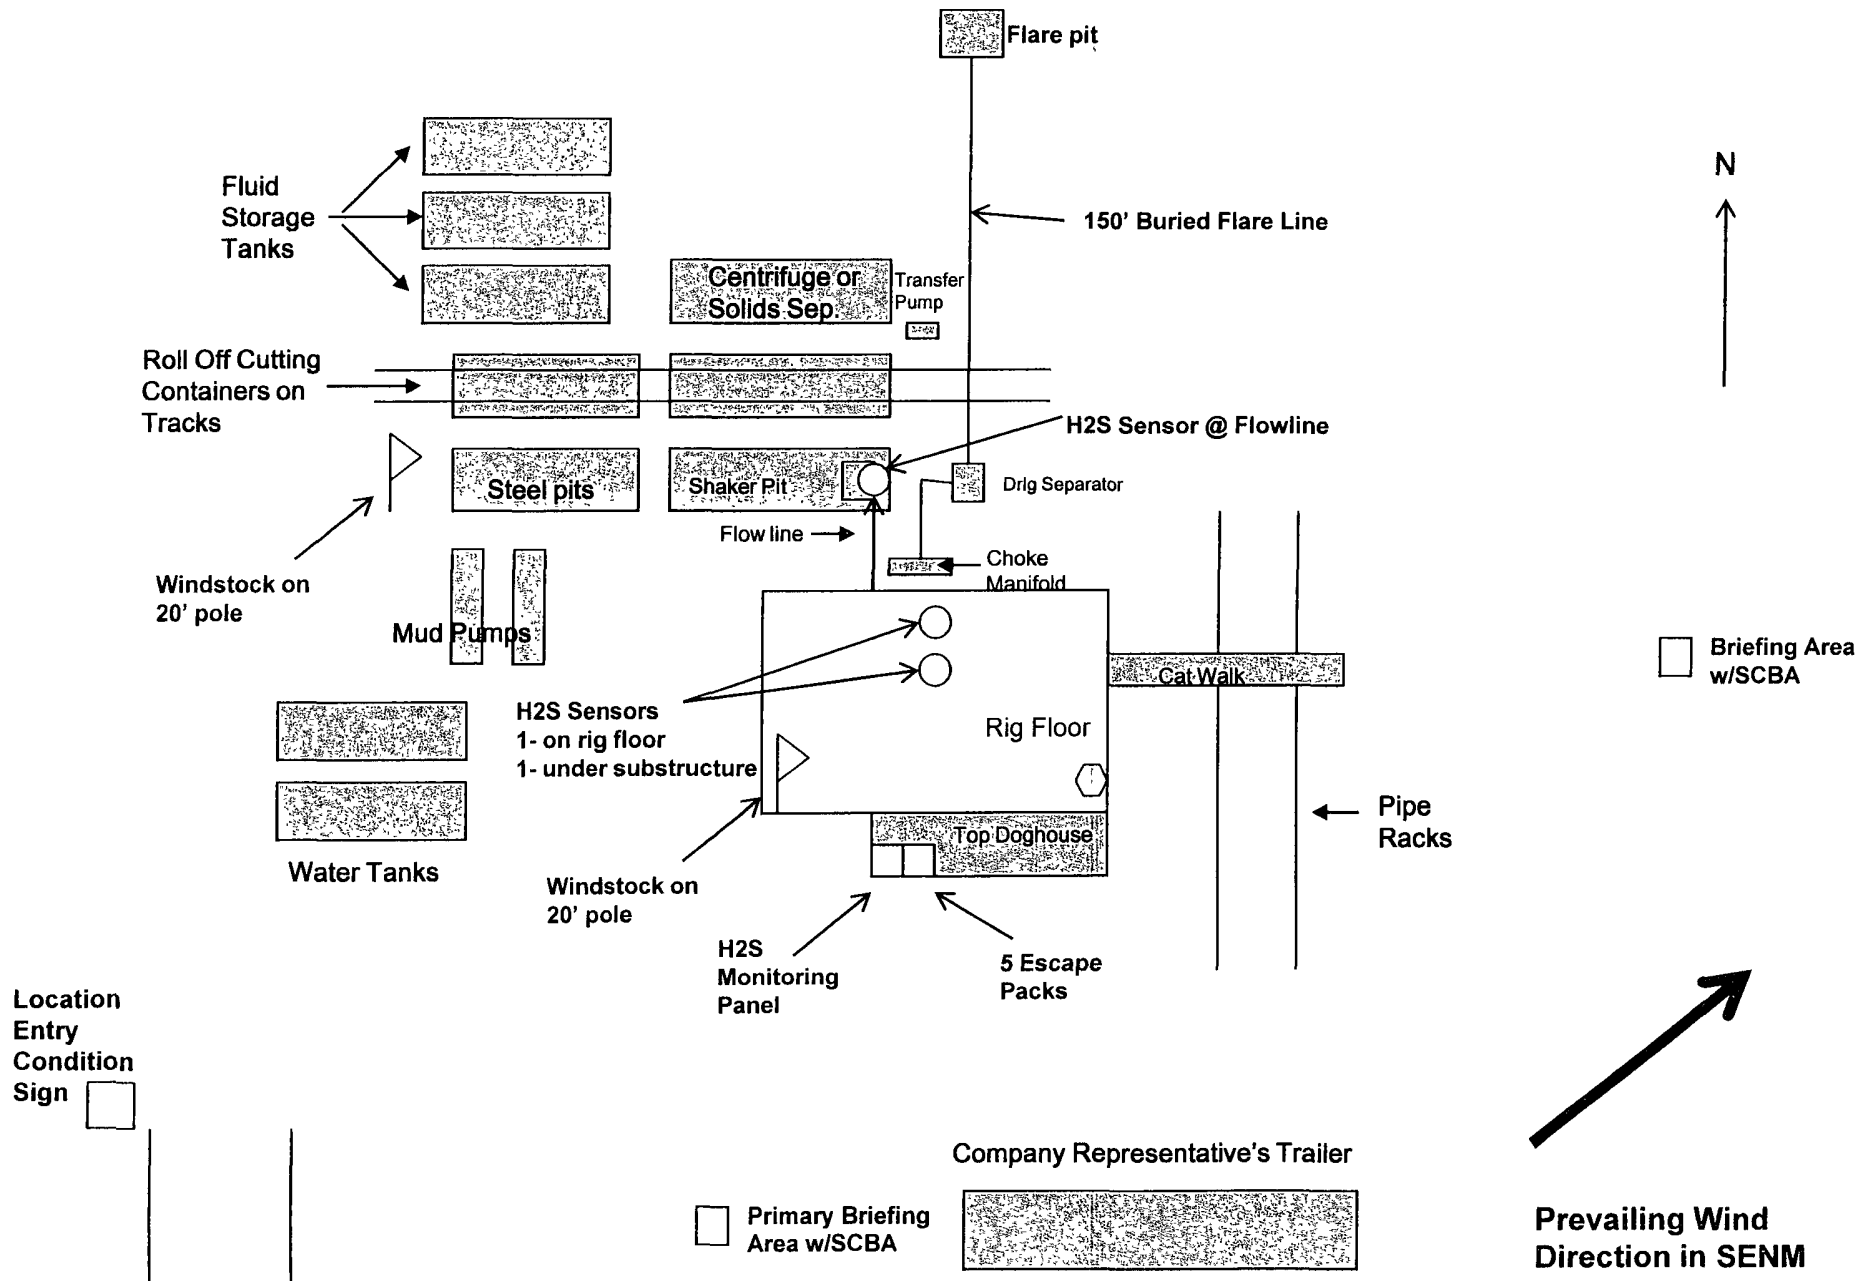 Flare pit
N
Fluid
Storage
Tanks
150' Buried Flare Line
Centrifuge or
Solids Sep.
Transfer
Pump
Roll Off Cutting
Containers on
Tracks
H2S Sensor @ Flowline
Steel pits
Shaker Pit
Drlg Separator
Flow line
Choke
Manifold
Windstock on
20' pole
Mud Pumps
Briefing Area
w/SCBA
Cat Walk
H2S Sensors
1- on rig floor
1- under substructure
Rig Floor
Pipe
Racks
Top Doghouse
Water Tanks
Windstock on
20' pole
H2S
Monitoring
Panel
5 Escape
Packs
Location
Entry
Condition
Sign
Company Representative's Trailer
Primary Briefing
Area w/SCBA
Prevailing Wind
Direction in SENM